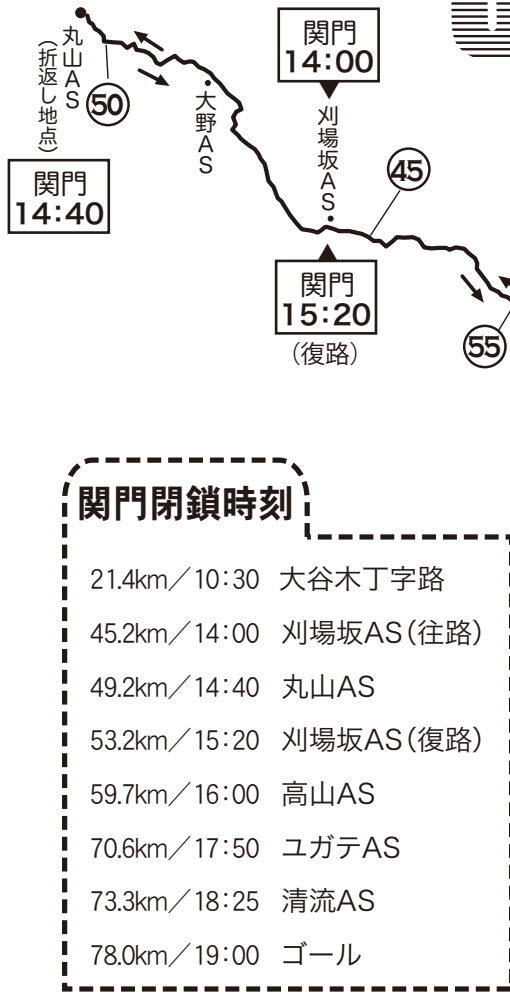 丸山AS
(折返し地点)
50
大野AS
関門
14:00
刈場坂AS
45
関門
14:40
関門
15:20
(復路)
55
関門閉鎖時刻
21.4km／10:30 大谷木丁字路
45.2km／14:00 刈場坂AS(往路)
49.2km／14:40 丸山AS
53.2km／15:20 刈場坂AS(復路)
59.7km／16:00 高山AS
70.6km／17:50 ユガテAS
73.3km／18:25 清流AS
78.0km／19:00 ゴール